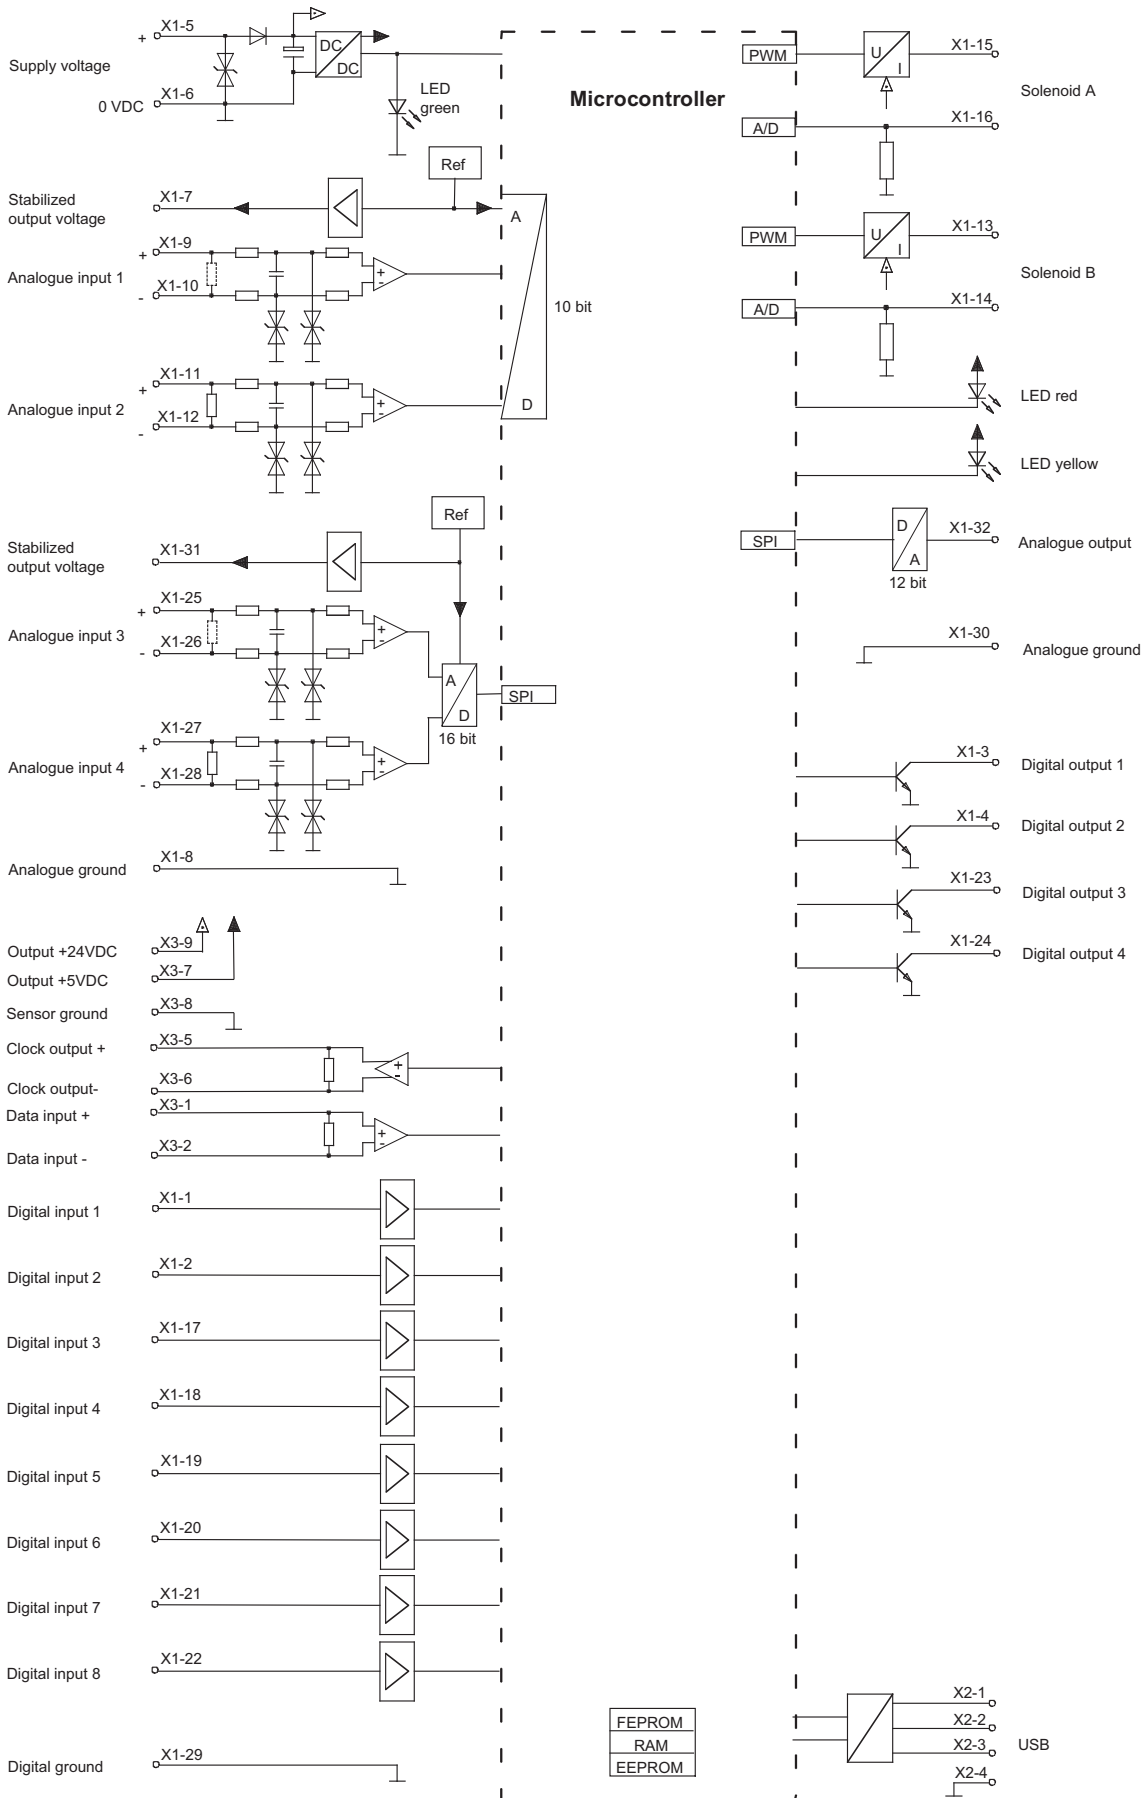 X1-5
+
DC
DC
Supply voltage
X1-6
0 VDC
LED
green
Microcontroller
PWM
U
I
X1-15
Solenoid A
A/D
X1-16
Ref
Stabilized
output voltage
X1-7
A
X1-9
+
Analogue input 1
X1-10
-
+
-
10 bit
PWM
U
I
X1-13
Solenoid B
A/D
X1-14
X1-11
+
Analogue input 2
X1-12
-
+
-
D
LED red
LED yellow
Ref
Stabilized
output voltage
X1-31
SPI
D
A
12 bit
X1-32
Analogue output
X1-25
+
Analogue input 3
X1-26
-
+
-
A
D
16 bit
SPI
X1-30
Analogue ground
X1-27
+
Analogue input 4
X1-28
-
+
-
X1-3
Digital output 1
X1-4
Digital output 2
Analogue ground
X1-8
X1-23
Digital output 3
X1-24
Digital output 4
Output +24VDC
X3-9
Output +5VDC
X3-7
Sensor ground
X3-8
Clock output +
X3-5
+
-
Clock output-
X3-6
Data input +
X3-1
+
-
Data input -
X3-2
Digital input 1
X1-1
Digital input 2
X1-2
Digital input 3
X1-17
Digital input 4
X1-18
Digital input 5
X1-19
Digital input 6
X1-20
Digital input 7
X1-21
Digital input 8
X1-22
Digital ground
X1-29
FEPROM
RAM
EEPROM
X2-1
X2-2
X2-3
USB
X2-4